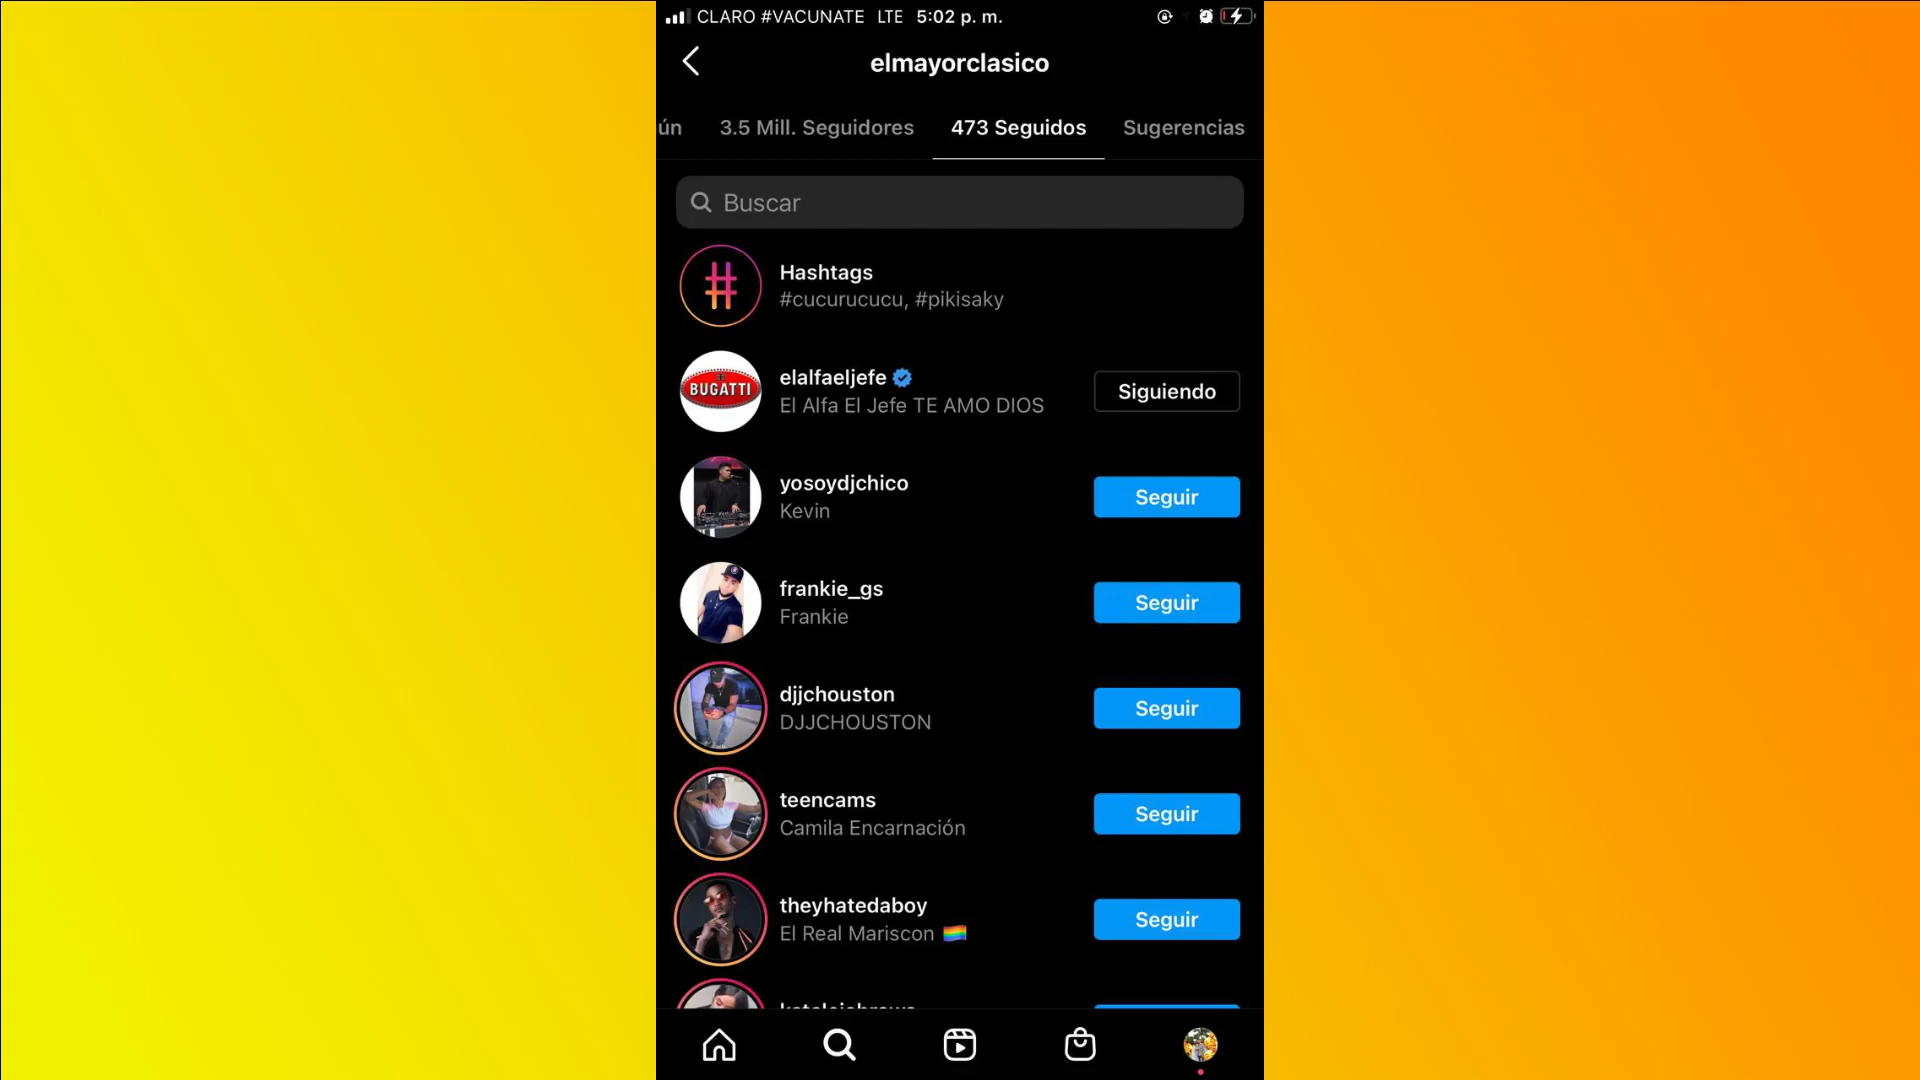 CLARO #VACUNATE LTE 5:02 p. m.
elmayorclasico
ún 3.5 Mill. Seguidores 473 Seguidos Sugerencias
Buscar
Hashtags
#cucurucucu, #pikisaky
BUGATTI
elalfaeljefe
El Alfa El Jefe TE AMO DIOS
Siguiendo
yosoydjchico
Kevin
Seguir
frankie_gs
Frankie
Seguir
djjchouston
DJJCHOUSTON
Seguir
teencams
Camila Encarnación
Seguir
theyhatedaboy
El Real Mariscon 🏳️‍🌈
Seguir